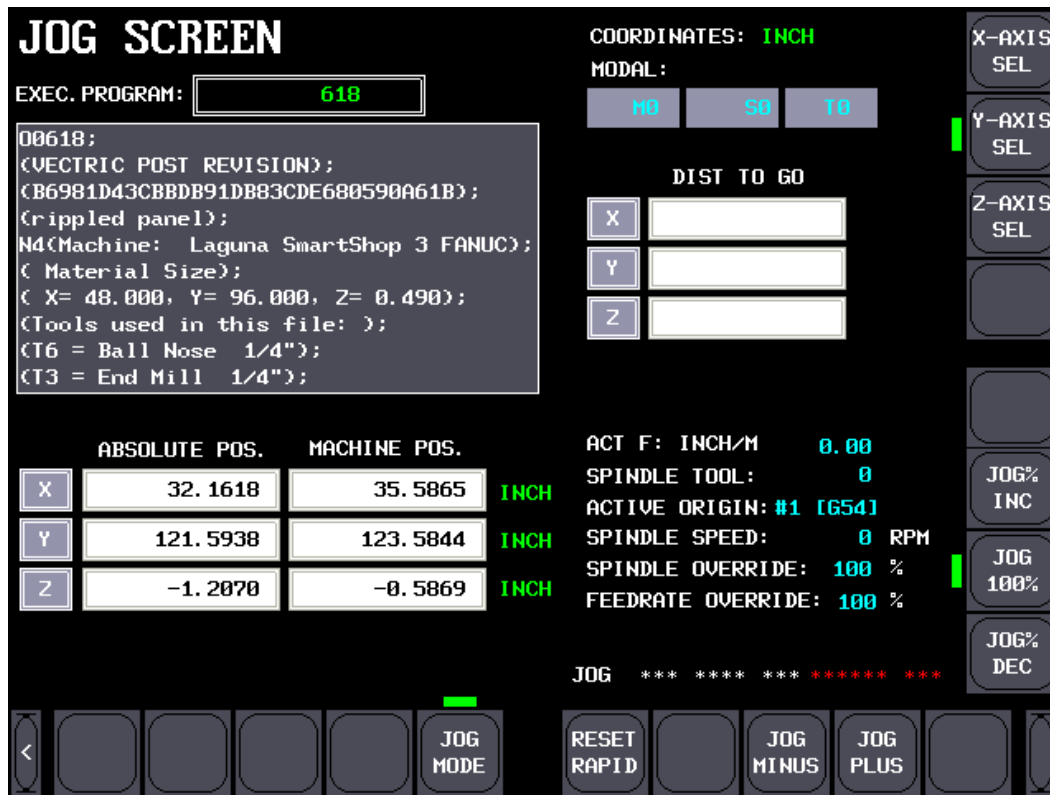 JOG SCREEN
EXEC. PROGRAM: 618
O0618;
(VECTRIC POST REVISION);
(B6981D43CBBDB91DB83CDE680590A61B);
(rippled panel);
N4(Machine:  Laguna SmartShop 3 FANUC);
( Material Size);
( X= 48.000, Y= 96.000, Z= 0.490);
(Tools used in this file: );
(T6 = Ball Nose  1/4");
(T3 = End Mill  1/4");
COORDINATES: INCH
MODAL:
M0 S0 T0
DIST TO GO
X
Y
Z
ABSOLUTE POS. MACHINE POS.
X 32.1618 35.5865 INCH
Y 121.5938 123.5844 INCH
Z -1.2070 -0.5869 INCH
ACT F: INCH/M 0.00
SPINDLE TOOL: 0
ACTIVE ORIGIN: #1 [G54]
SPINDLE SPEED: 0 RPM
SPINDLE OVERRIDE: 100 %
FEEDRATE OVERRIDE: 100 %
JOG *** **** *** ****** ***
X-AXIS
SEL
Y-AXIS
SEL
Z-AXIS
SEL
JOG%
INC
JOG
100%
JOG%
DEC
<
JOG
MODE
RESET
RAPID
JOG
MINUS
JOG
PLUS